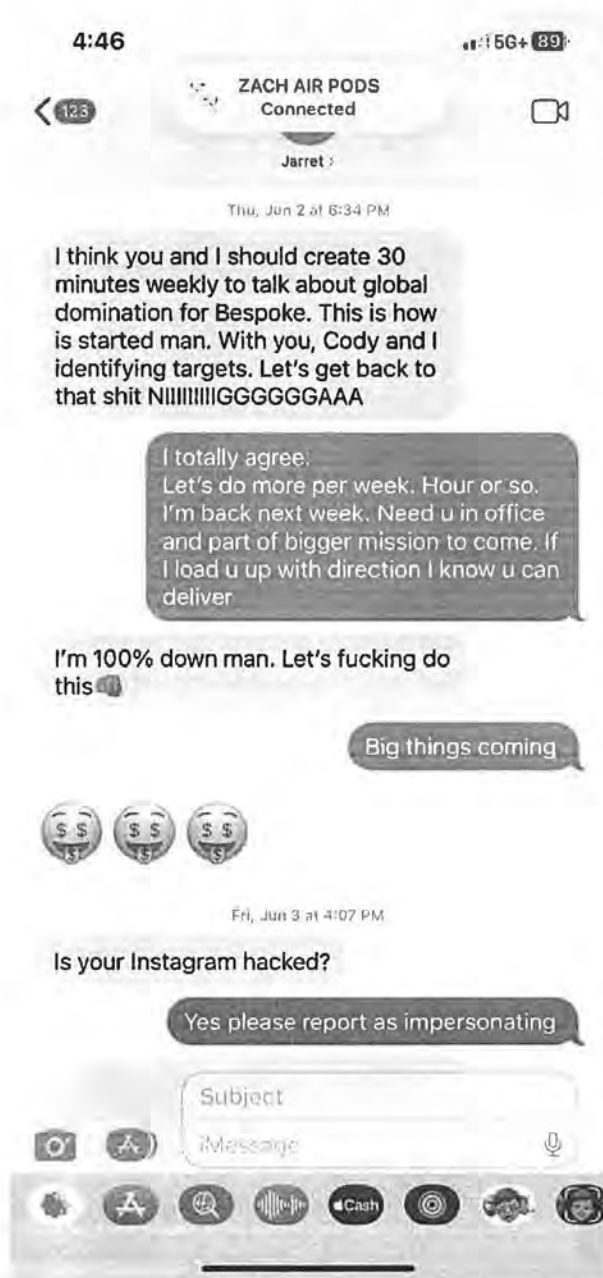 4:46
5G+ 89
ZACH AIR PODS
Connected
123
Jarret >
Thu, Jun 2 at 6:34 PM
I think you and I should create 30
minutes weekly to talk about global
domination for Bespoke. This is how
is started man. With you, Cody and I
identifying targets. Let's get back to
that shit NIIIIIIIIIGGGGGGAAA
I totally agree.
Let's do more per week. Hour or so.
I'm back next week. Need u in office
and part of bigger mission to come. If
I load u up with direction I know u can
deliver
I'm 100% down man. Let's fucking do
this👊
Big things coming
🤑🤑🤑
Fri, Jun 3 at 4:07 PM
Is your Instagram hacked?
Yes please report as impersonating
Subject
iMessage
Cash